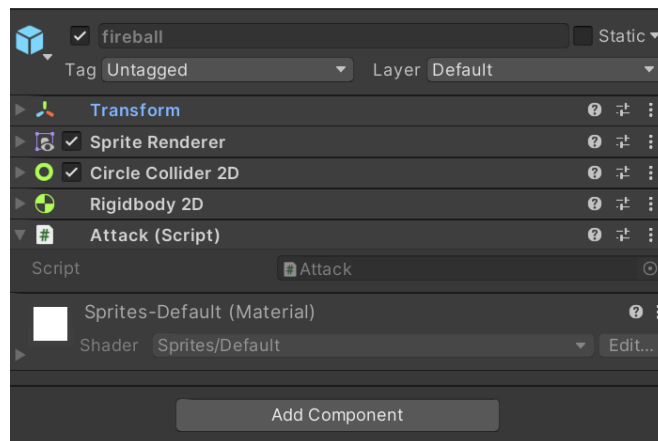 fireball Static
Tag Untagged Layer Default
Transform
Sprite Renderer
Circle Collider 2D
Rigidbody 2D
# Attack (Script)
Script # Attack
Sprites-Default (Material)
Shader Sprites/Default Edit...
Add Component